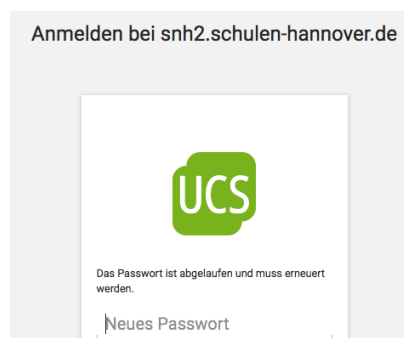 Anmelden bei snh2.schulen-hannover.de
UCS
Das Passwort ist abgelaufen und muss erneuert
werden.
Neues Passwort